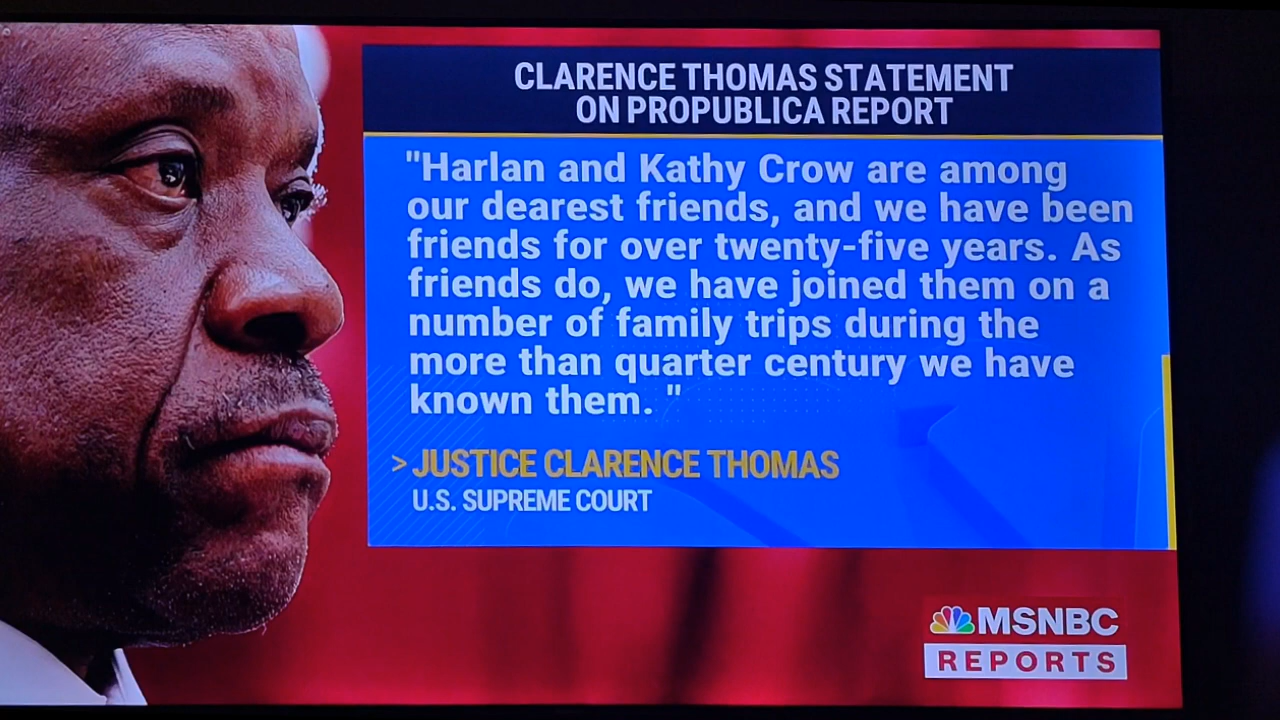 CLARENCE THOMAS STATEMENT
ON PROPUBLICA REPORT
"Harlan and Kathy Crow are among
our dearest friends, and we have been
friends for over twenty-five years. As
friends do, we have joined them on a
number of family trips during the
more than quarter century we have
known them. "
> JUSTICE CLARENCE THOMAS
U.S. SUPREME COURT
MSNBC
REPORTS